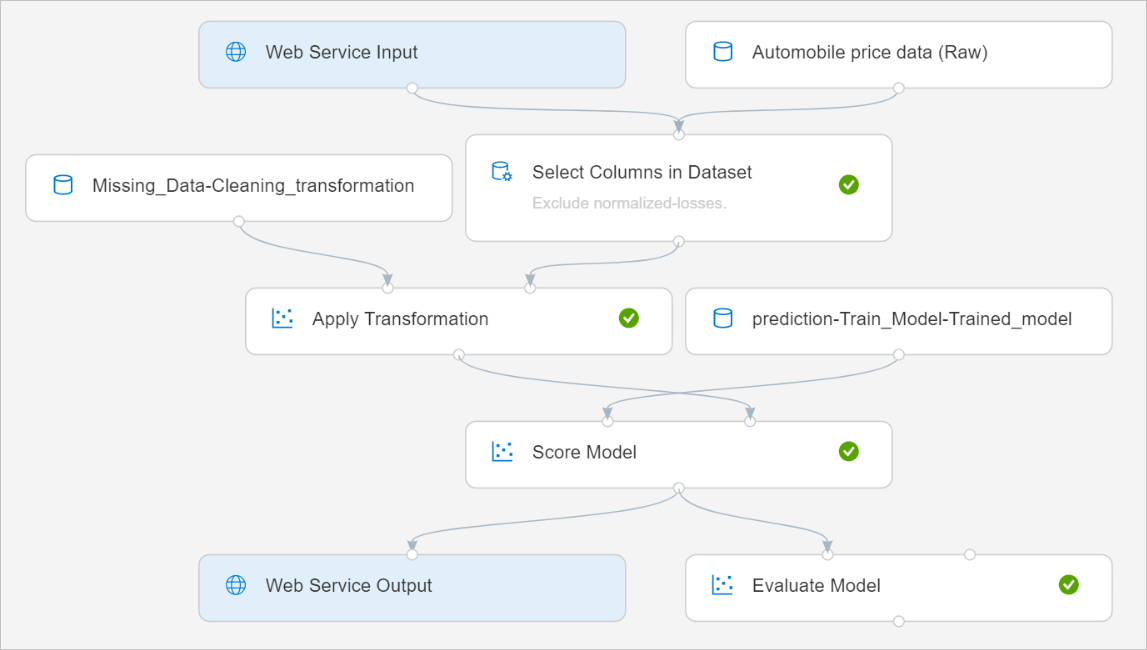 Web Service Input
Automobile price data (Raw)
Missing_Data-Cleaning_transformation
Select Columns in Dataset
Exclude normalized-losses.
Apply Transformation
prediction-Train_Model-Trained_model
Score Model
Web Service Output
Evaluate Model